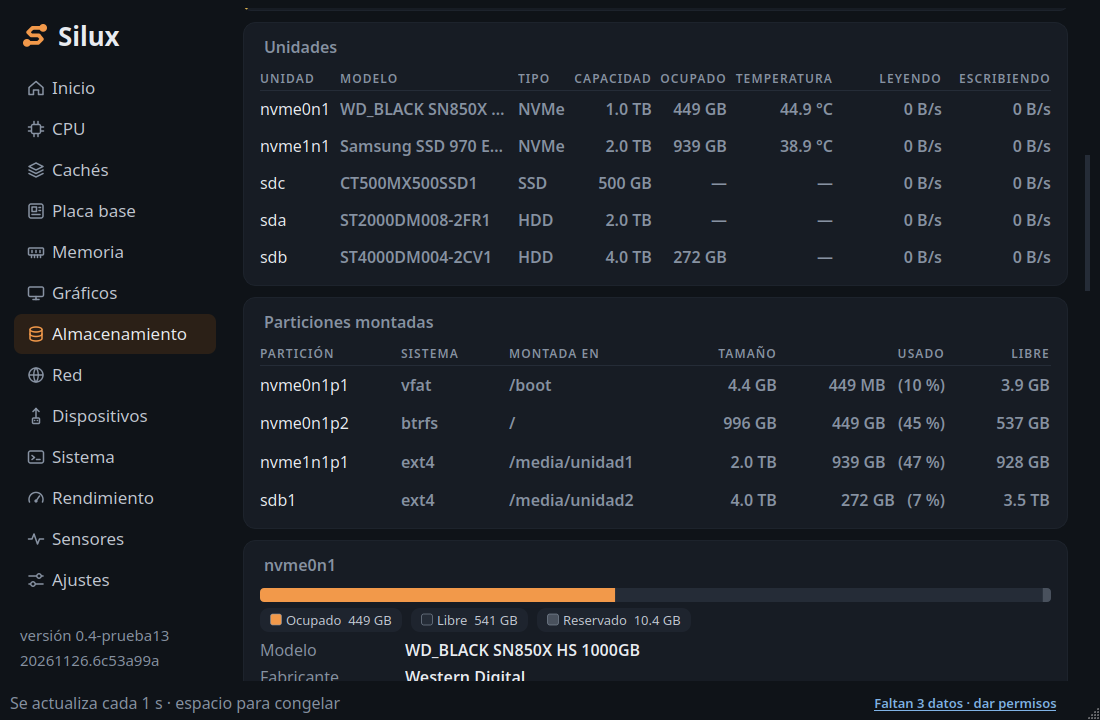 Silux
Inicio
CPU
Cachés
Placa base
Memoria
Gráficos
Almacenamiento
Red
Dispositivos
Sistema
Rendimiento
Sensores
Ajustes
versión 0.4-prueba13
20261126.6c53a99a
Unidades
UNIDAD MODELO TIPO CAPACIDAD OCUPADO TEMPERATURA LEYENDO ESCRIBIENDO
nvme0n1 WD_BLACK SN850X ... NVMe 1.0 TB 449 GB 44.9 °C 0 B/s 0 B/s
nvme1n1 Samsung SSD 970 E... NVMe 2.0 TB 939 GB 38.9 °C 0 B/s 0 B/s
sdc CT500MX500SSD1 SSD 500 GB — — 0 B/s 0 B/s
sda ST2000DM008-2FR1 HDD 2.0 TB — — 0 B/s 0 B/s
sdb ST4000DM004-2CV1 HDD 4.0 TB 272 GB — 0 B/s 0 B/s
Particiones montadas
PARTICIÓN SISTEMA MONTADA EN TAMAÑO USADO LIBRE
nvme0n1p1 vfat /boot 4.4 GB 449 MB (10 %) 3.9 GB
nvme0n1p2 btrfs / 996 GB 449 GB (45 %) 537 GB
nvme1n1p1 ext4 /media/unidad1 2.0 TB 939 GB (47 %) 928 GB
sdb1 ext4 /media/unidad2 4.0 TB 272 GB (7 %) 3.5 TB
nvme0n1
Ocupado 449 GB Libre 541 GB Reservado 10.4 GB
Modelo WD_BLACK SN850X HS 1000GB
Fabricante Western Digital
Se actualiza cada 1 s · espacio para congelar
Faltan 3 datos · dar permisos